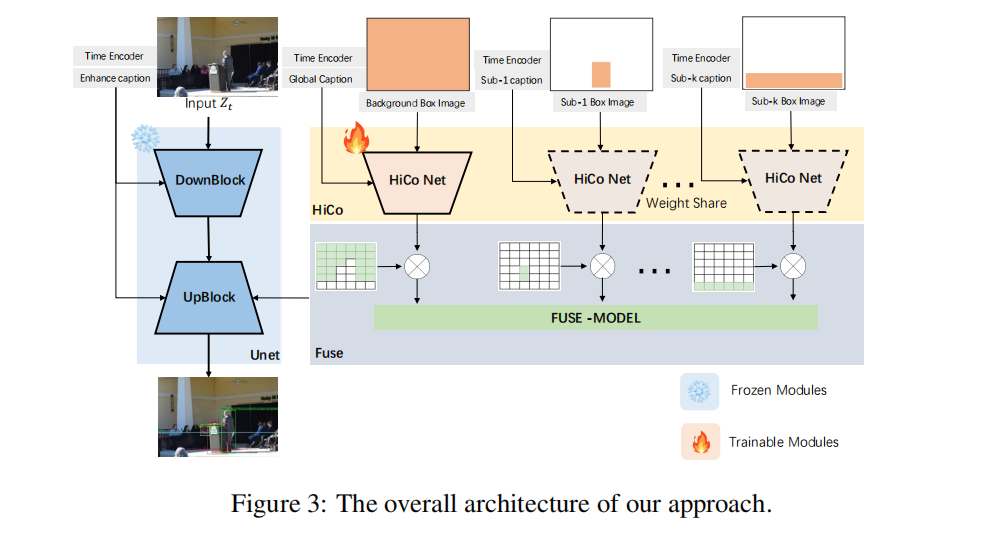 Time Encoder
Enhance caption
Input Z_t
Time Encoder
Global Caption
Background Box Image
Time Encoder
Sub-1 caption
Sub-1 Box Image
Time Encoder
Sub-k caption
Sub-k Box Image
DownBlock
UpBlock
Unet
HiCo Net
HiCo Net
HiCo Net
...
Weight Share
HiCo
...
FUSE -MODEL
Fuse
Frozen Modules
Trainable Modules
Figure 3: The overall architecture of our approach.